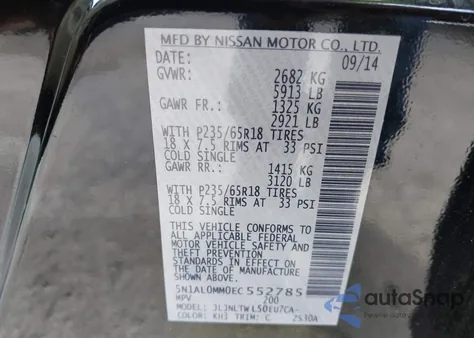 MFD BY NISSAN MOTOR CO., LTD.
DATE: 09/14
GVWR: 2682 KG
5913 LB
GAWR FR.: 1325 KG
2921 LB
WITH P235/65R18 TIRES
18 X 7.5 RIMS AT 33 PSI
COLD SINGLE
GAWR RR.: 1415 KG
3120 LB
WITH P235/65R18 TIRES
18 X 7.5 RIMS AT 33 PSI
COLD SINGLE
THIS VEHICLE CONFORMS TO
ALL APPLICABLE FEDERAL
MOTOR VEHICLE SAFETY AND
THEFT PREVENTION
STANDARDS IN EFFECT ON
THE DATE OF MANUFACTURE
SHOWN ABOVE.
5N1AL0MM0EC552785
MPV 200
MODEL:
COLOR: KH3 TRIM: C
autoSnap